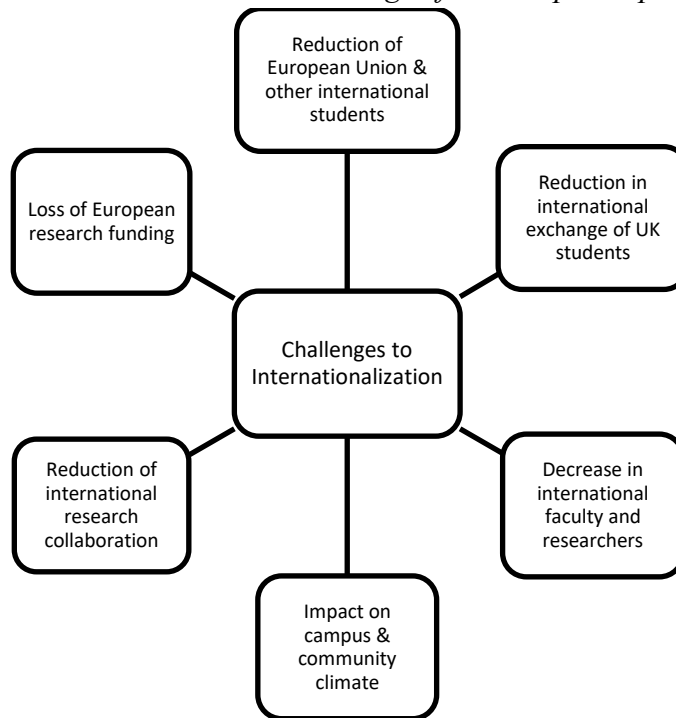 Reduction of
European Union &
other international
students
Reduction in
international
exchange of UK
students
Loss of European
research funding
Challenges to
Internationalization
Reduction of
international
research
collaboration
Decrease in
international
faculty and
researchers
Impact on
campus &
community
climate